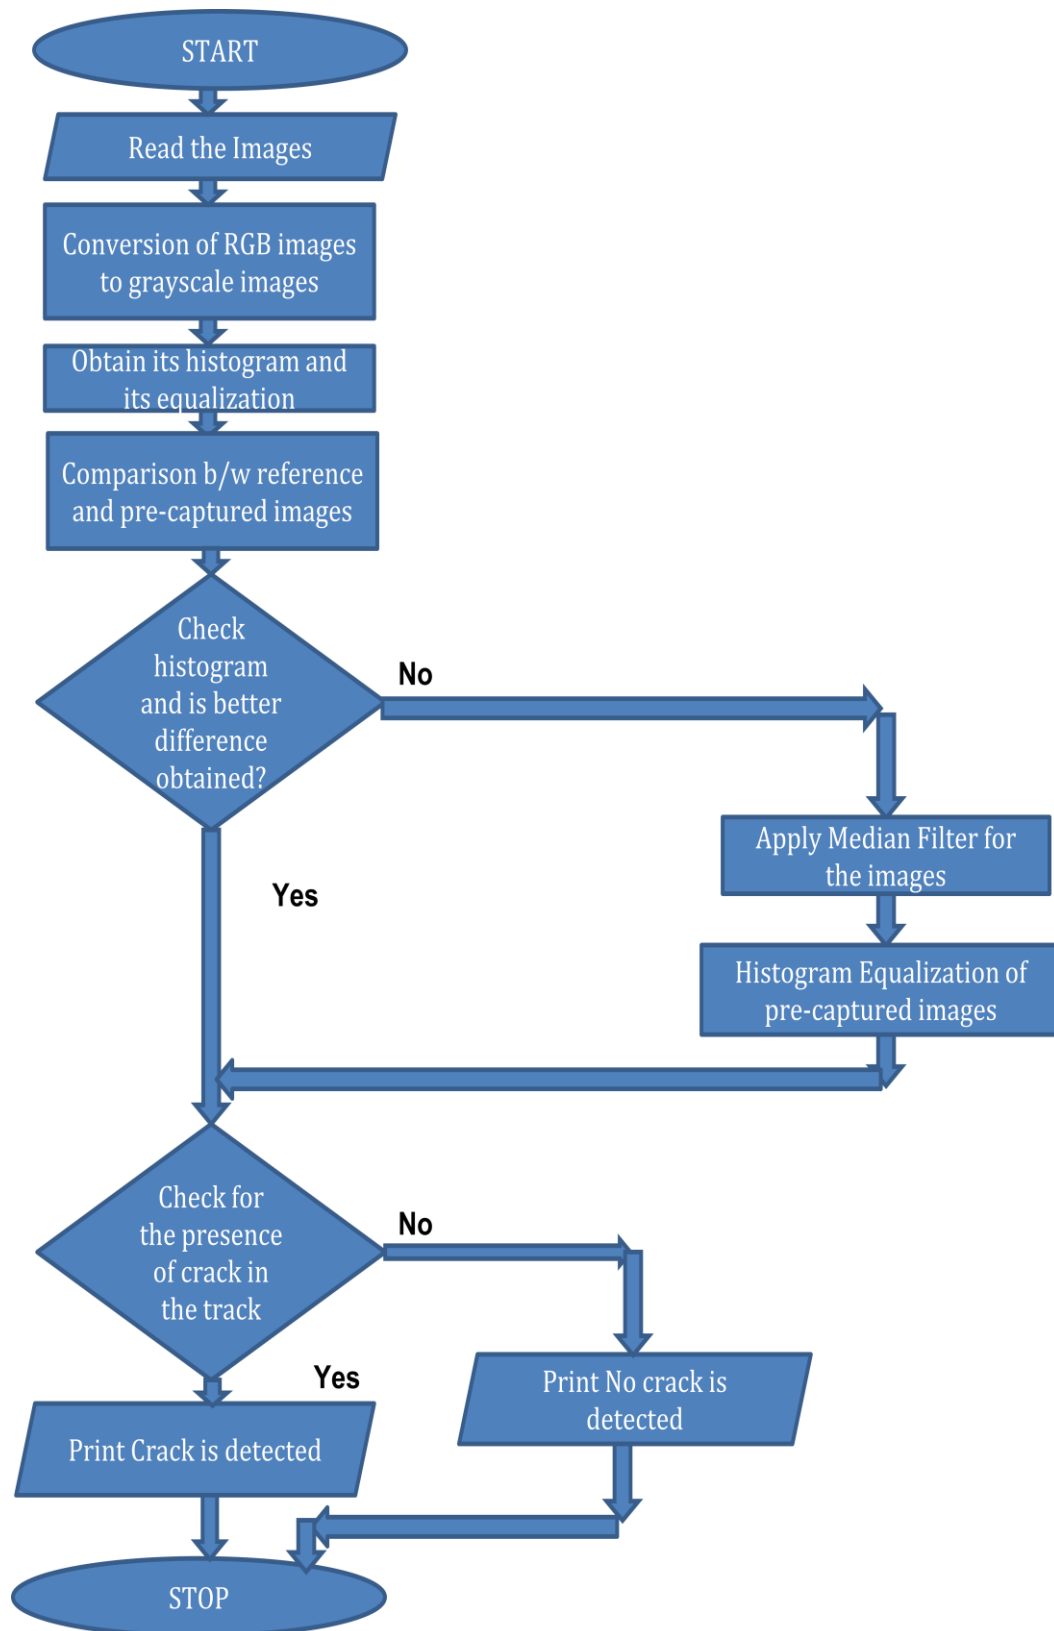 START
Read the Images
Conversion of RGB images
to grayscale images
Obtain its histogram and
its equalization
Comparison b/w reference
and pre-captured images
Check
histogram
and is better
difference
obtained?
No
Yes
Apply Median Filter for
the images
Histogram Equalization of
pre-captured images
Check for
the presence
of crack in
the track
No
Yes
Print No crack is
detected
Print Crack is detected
STOP